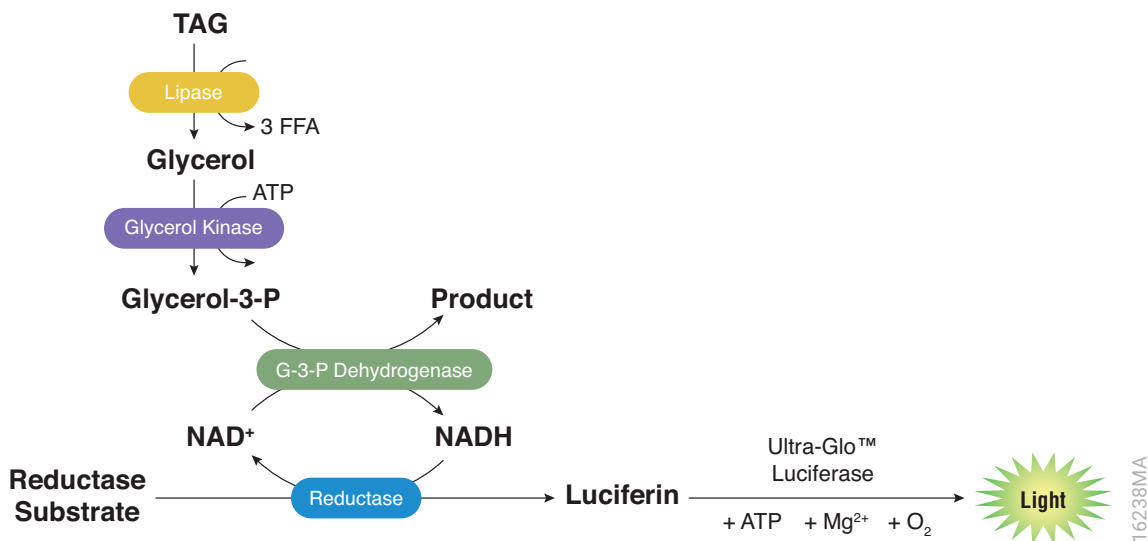 TAG
Lipase
3 FFA
Glycerol
ATP
Glycerol Kinase
Glycerol-3-P
Product
G-3-P Dehydrogenase
NAD⁺
NADH
Reductase
Substrate
Reductase
Luciferin
Ultra-Glo™
Luciferase
+ ATP + Mg²⁺ + O₂
Light
16238MA